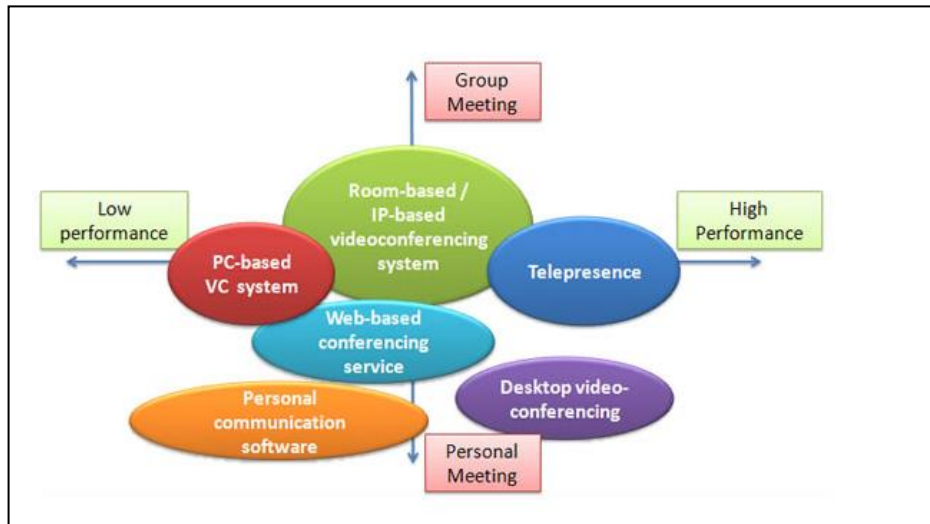 Group
Meeting
Room-based /
IP-based
videoconferencing
system
Low
performance
High
Performance
PC-based
VC system
Telepresence
Web-based
conferencing
service
Desktop video-
conferencing
Personal
communication
software
Personal
Meeting